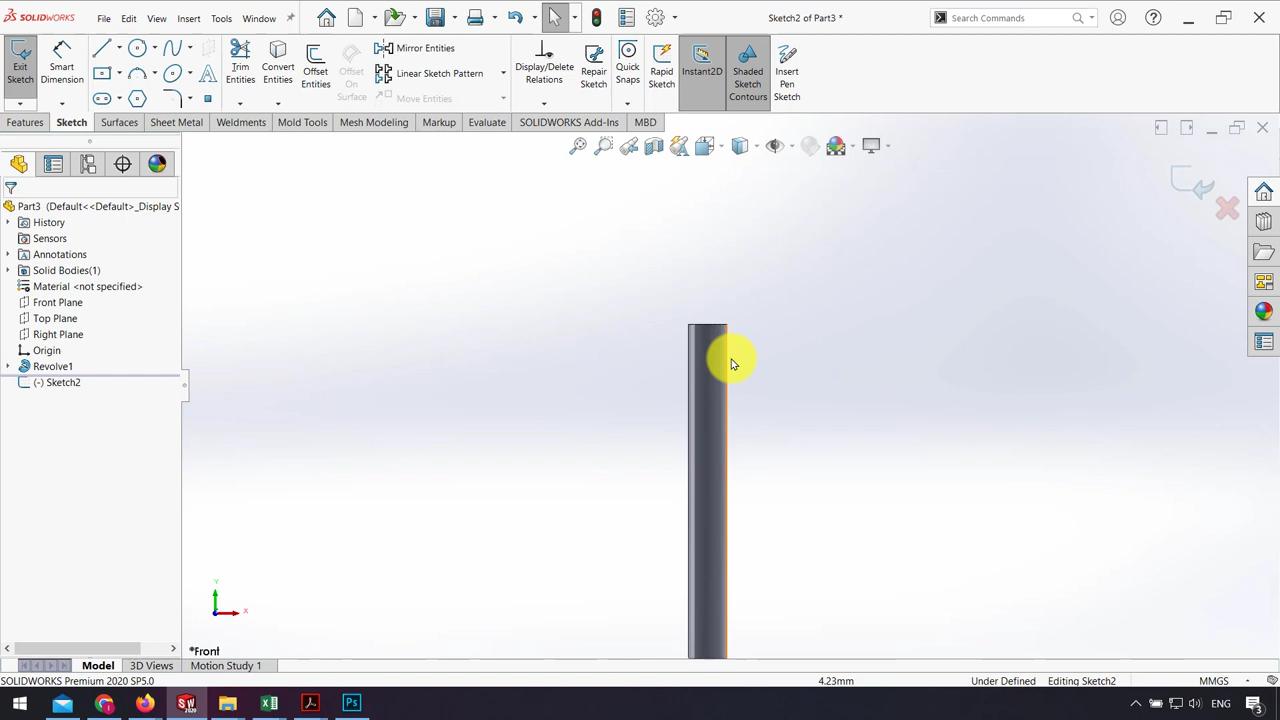 SOLIDWORKS
File Edit View Insert Tools Window
Sketch2 of Part3 *
Search Commands
Exit Sketch
Smart Dimension
Trim Entities
Convert Entities
Offset Entities
Offset On Surface
Mirror Entities
Linear Sketch Pattern
Move Entities
Display/Delete Relations
Repair Sketch
Quick Snaps
Rapid Sketch
Instant2D
Shaded Sketch Contours
Insert Pen Sketch
Features Sketch Surfaces Sheet Metal Weldments Mold Tools Mesh Modeling Markup Evaluate SOLIDWORKS Add-Ins MBD
Part3 (Default<<Default>_Display S
History
Sensors
Annotations
Solid Bodies(1)
Material <not specified>
Front Plane
Top Plane
Right Plane
Origin
Revolve1
(-) Sketch2
Y
X
*Front
Model 3D Views Motion Study 1
SOLIDWORKS Premium 2020 SP5.0
4.23mm
Under Defined
Editing Sketch2
MMGS
SW
2020
Ps
ENG
3